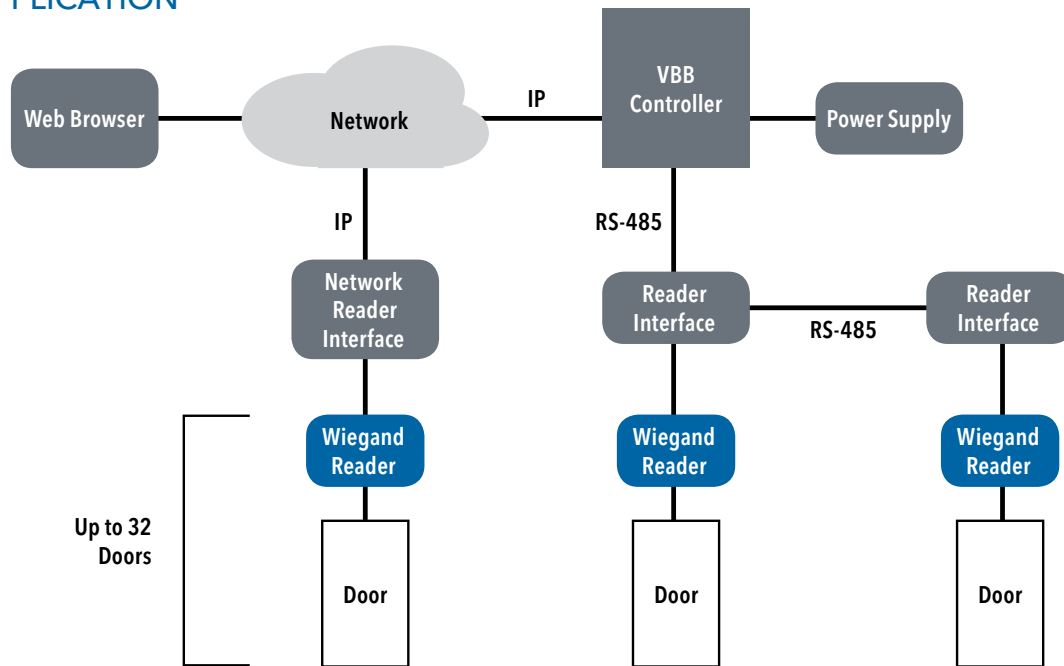 PLICATION
Web Browser
Network
IP
VBB
Controller
Power Supply
IP
RS-485
Network
Reader
Interface
Reader
Interface
RS-485
Reader
Interface
Wiegand
Reader
Wiegand
Reader
Wiegand
Reader
Up to 32
Doors
Door
Door
Door